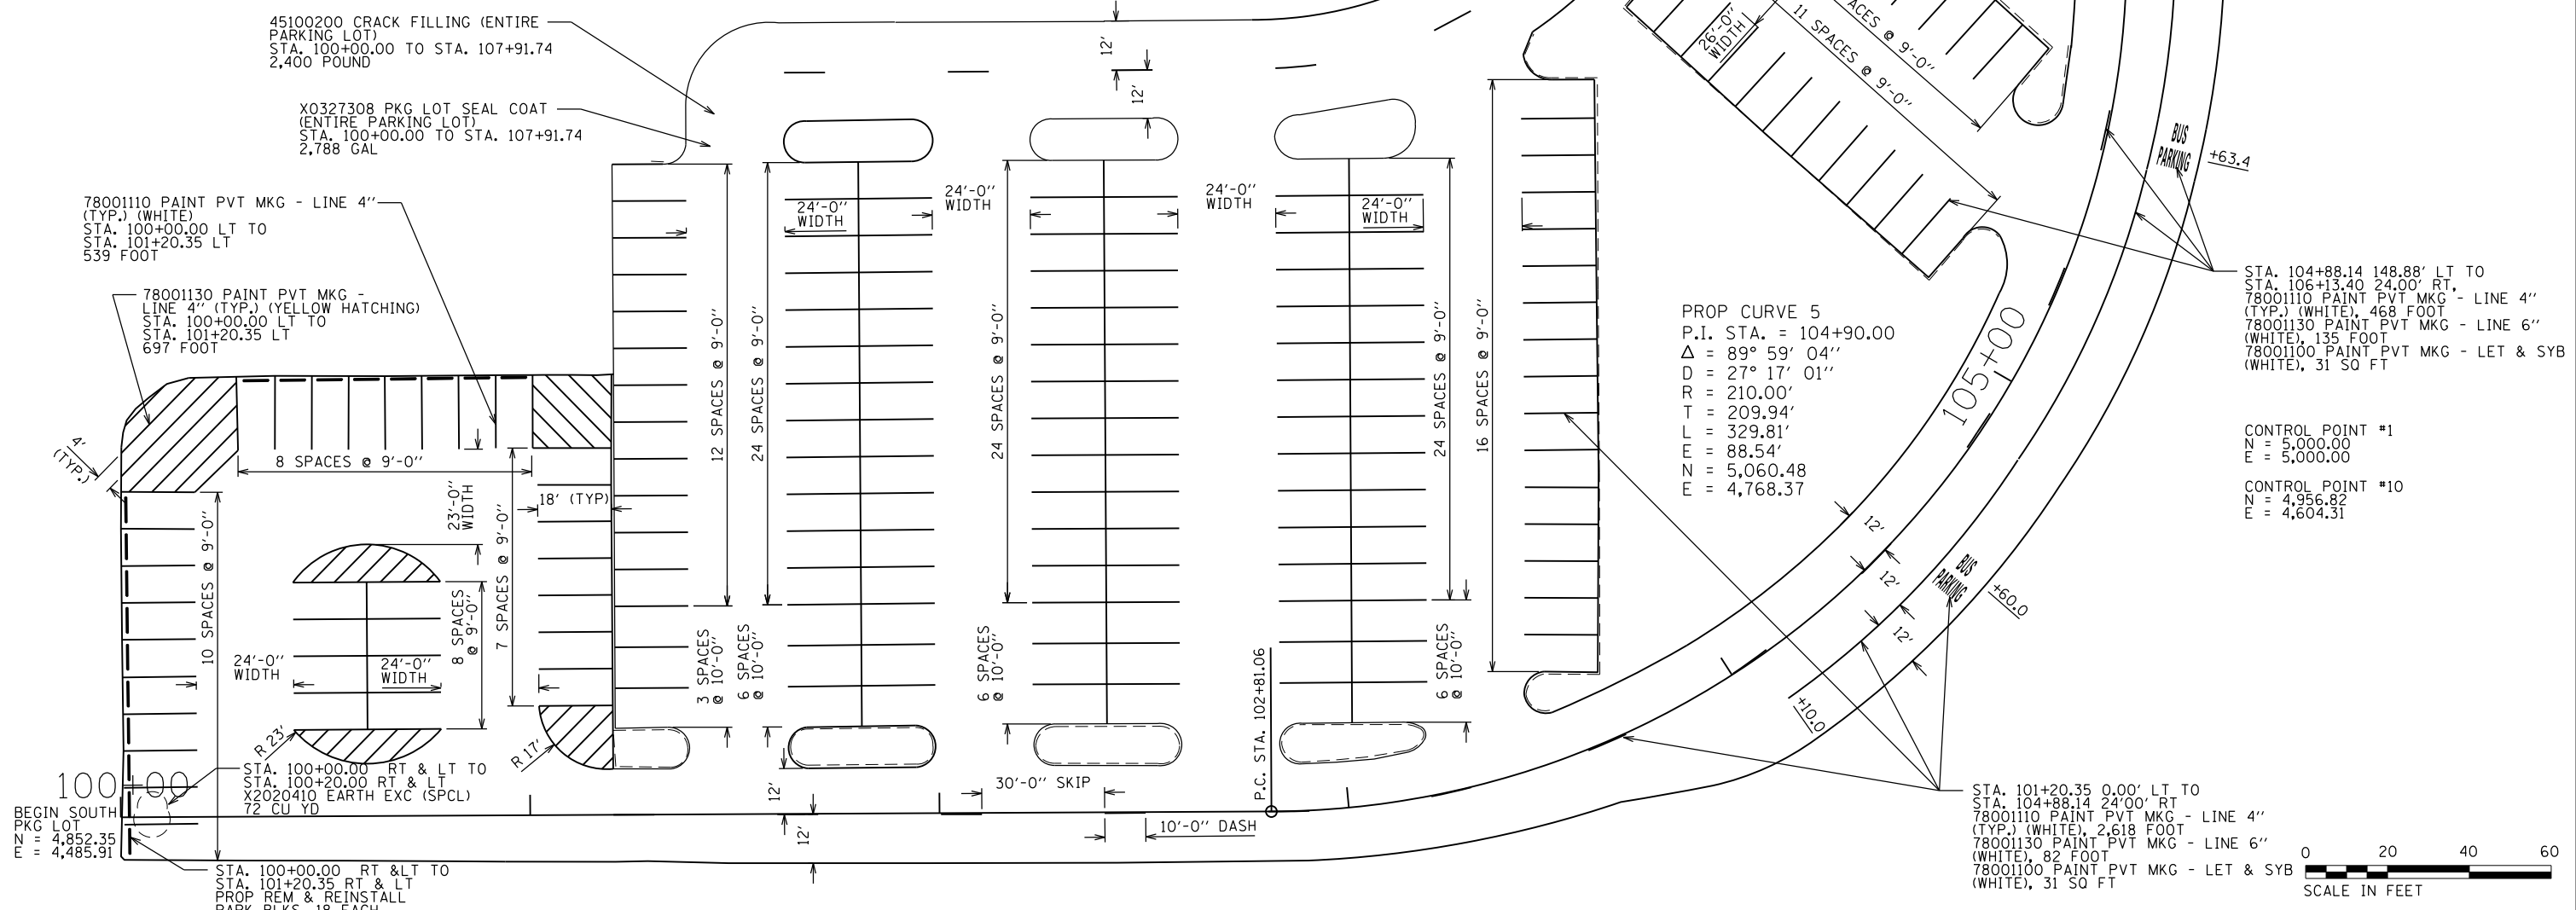 45100200 CRACK FILLING (ENTIRE
PARKING LOT)
STA. 100+00.00 TO STA. 107+91.74
2,400 POUND
X0327308 PKG LOT SEAL COAT
(ENTIRE PARKING LOT)
STA. 100+00.00 TO STA. 107+91.74
2,788 GAL
78001110 PAINT PVT MKG - LINE 4"
(TYP.) (WHITE)
STA. 100+00.00 LT TO
STA. 101+20.35 LT
539 FOOT
78001130 PAINT PVT MKG -
LINE 4" (TYP.) (YELLOW HATCHING)
STA. 100+00.00 LT TO
STA. 101+20.35 LT
697 FOOT
4'
(TYP.)
8 SPACES @ 9'-0"
10 SPACES @ 9'-0"
23'-0"
WIDTH
18' (TYP)
7 SPACES @ 9'-0"
8 SPACES
@ 9'-0"
24'-0"
WIDTH
24'-0"
WIDTH
R 23'
R 17'
100+00
BEGIN SOUTH
PKG LOT
N = 4,852.35
E = 4,485.91
STA. 100+00.00 RT & LT TO
STA. 100+20.00 RT & LT
X2020410 EARTH EXC (SPCL)
72 CU YD
STA. 100+00.00 RT &LT TO
STA. 101+20.35 RT & LT
PROP REM & REINSTALL
PARK BLKS, 18 EACH
12 SPACES @ 9'-0"
3 SPACES
@ 10'-0"
24 SPACES @ 9'-0"
6 SPACES
@ 10'-0"
24'-0"
WIDTH
24'-0"
WIDTH
24 SPACES @ 9'-0"
6 SPACES
@ 10'-0"
12'
12'
24'-0"
WIDTH
24'-0"
WIDTH
24 SPACES @ 9'-0"
6 SPACES
@ 10'-0"
16 SPACES @ 9'-0"
12'
12'
30'-0" SKIP
10'-0" DASH
P.C. STA. 102+81.06
26'-0"
WIDTH
11 SPACES @ 9'-0"
ACES @ 9'-0"
PROP CURVE 5
P.I. STA. = 104+90.00
Δ = 89° 59' 04"
D = 27° 17' 01"
R = 210.00'
T = 209.94'
L = 329.81'
E = 88.54'
N = 5,060.48
E = 4,768.37
105+00
12'
12'
12'
BUS
PARKING
+63.4
BUS
PARKING
+60.0
+10.0
STA. 104+88.14 148.88' LT TO
STA. 106+13.40 24.00' RT,
78001110 PAINT PVT MKG - LINE 4"
(TYP.) (WHITE), 468 FOOT
78001130 PAINT PVT MKG - LINE 6"
(WHITE), 135 FOOT
78001100 PAINT PVT MKG - LET & SYB
(WHITE), 31 SQ FT
CONTROL POINT #1
N = 5,000.00
E = 5,000.00
CONTROL POINT #10
N = 4,956.82
E = 4,604.31
STA. 101+20.35 0.00' LT TO
STA. 104+88.14 24'00' RT
78001110 PAINT PVT MKG - LINE 4"
(TYP.) (WHITE), 2,618 FOOT
78001130 PAINT PVT MKG - LINE 6"
(WHITE), 82 FOOT
78001100 PAINT PVT MKG - LET & SYB
(WHITE), 31 SQ FT
0 20 40 60
SCALE IN FEET